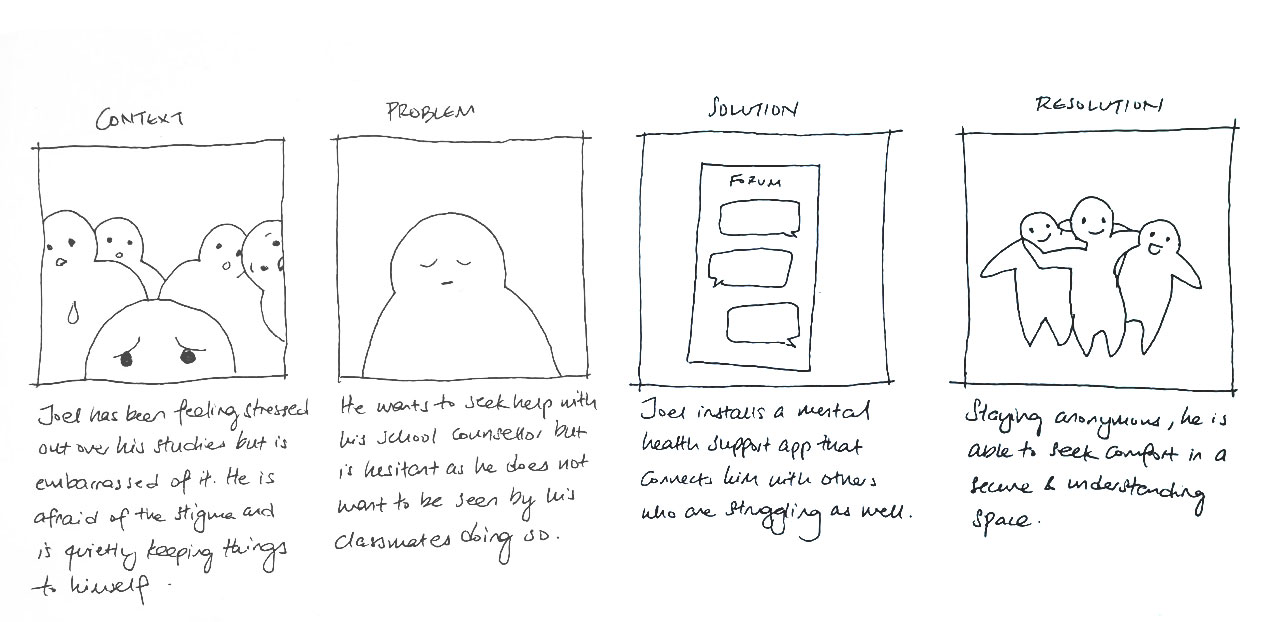 CONTEXT
Joel has been feeling stressed
out over his studies but is
embarrassed of it. He is
afraid of the stigma and
is quietly keeping things
to himself.
PROBLEM
He wants to seek help with
his school counsellor but
is hesitant as he does not
want to be seen by his
classmates doing so.
SOLUTION
FORUM
Joel installs a mental
health support app that
connects him with others
who are struggling as well.
RESOLUTION
Staying anonymous, he is
able to seek comfort in a
secure & understanding
space.